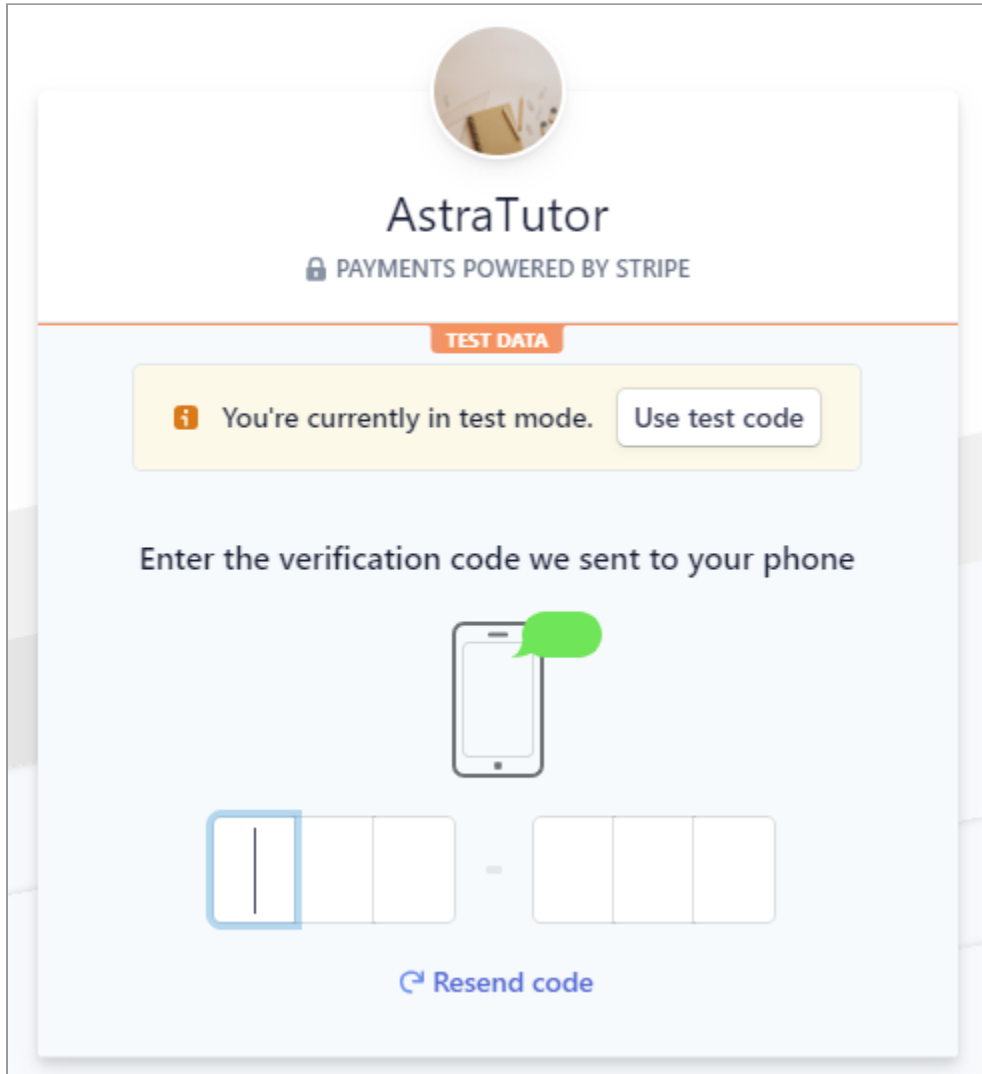 AstraTutor
PAYMENTS POWERED BY STRIPE
TEST DATA
You're currently in test mode. Use test code
Enter the verification code we sent to your phone
-
Resend code